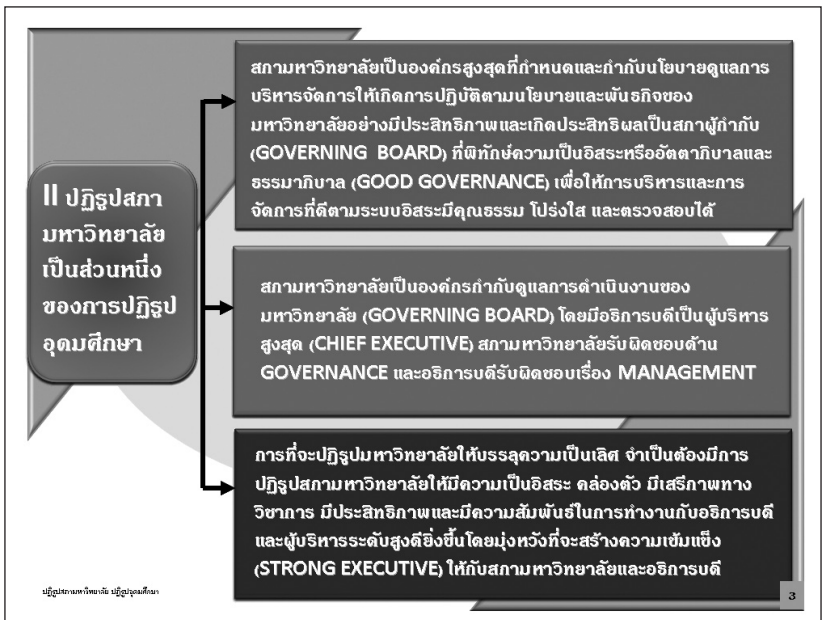 II ปฏิรูปสภา
มหาวิทยาลัย
เป็นส่วนหนึ่ง
ของการปฏิรูป
อุดมศึกษา
สภามหาวิทยาลัยเป็นองค์กรสูงสุดที่กำหนดและกำกับนโยบายดูแลการ
บริหารจัดการให้เกิดการปฏิบัติตามนโยบายและพันธกิจของ
มหาวิทยาลัยอย่างมีประสิทธิภาพและเกิดประสิทธิผลเป็นสภาผู้กำกับ
(GOVERNING BOARD) ที่พิทักษ์ความเป็นอิสระหรืออัตตาภิบาลและ
ธรรมาภิบาล (GOOD GOVERNANCE) เพื่อให้การบริหารและการ
จัดการที่ดีตามระบบอิสระมีคุณธรรม โปร่งใส และตรวจสอบได้
สภามหาวิทยาลัยเป็นองค์กรกำกับดูแลการดำเนินงานของ
มหาวิทยาลัย (GOVERNING BOARD) โดยมีอธิการบดีเป็นผู้บริหาร
สูงสุด (CHIEF EXECUTIVE) สภามหาวิทยาลัยรับผิดชอบด้าน
GOVERNANCE และอธิการบดีรับผิดชอบเรื่อง MANAGEMENT
การที่จะปฏิรูปมหาวิทยาลัยให้บรรลุความเป็นเลิศ จำเป็นต้องมีการ
ปฏิรูปสภามหาวิทยาลัยให้มีความเป็นอิสระ คล่องตัว มีเสรีภาพทาง
วิชาการ มีประสิทธิภาพและมีความสัมพันธ์ในการทำงานกับอธิการบดี
และผู้บริหารระดับสูงดียิ่งขึ้นโดยมุ่งหวังที่จะสร้างความเข้มแข็ง
(STRONG EXECUTIVE) ให้กับสภามหาวิทยาลัยและอธิการบดี
ปฏิรูปสภามหาวิทยาลัย ปฏิรูปอุดมศึกษา
3